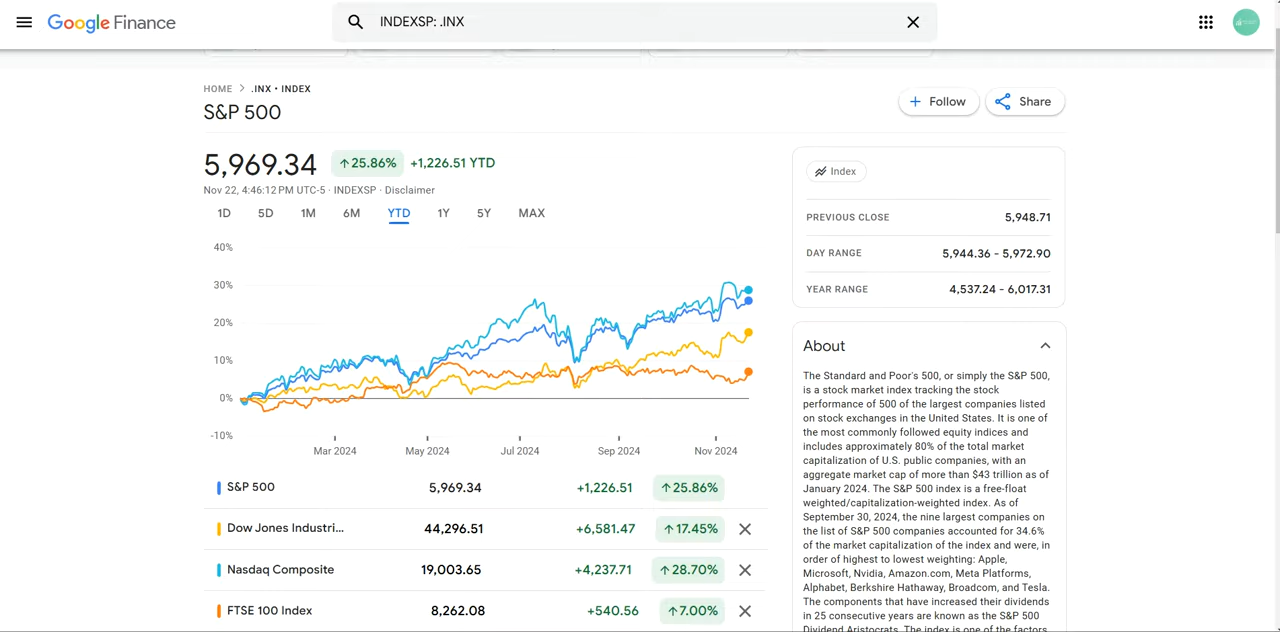 Google Finance
INDEXSP: .INX
HOME > .INX • INDEX
S&P 500
Follow
Share
5,969.34 ↑25.86% +1,226.51 YTD
Nov 22, 4:46:12 PM UTC-5 · INDEXSP · Disclaimer
1D 5D 1M 6M YTD 1Y 5Y MAX
40%
30%
20%
10%
0%
-10%
Mar 2024 May 2024 Jul 2024 Sep 2024 Nov 2024
S&P 500 5,969.34 +1,226.51 ↑25.86%
Dow Jones Industri... 44,296.51 +6,581.47 ↑17.45%
Nasdaq Composite 19,003.65 +4,237.71 ↑28.70%
FTSE 100 Index 8,262.08 +540.56 ↑7.00%
Index
PREVIOUS CLOSE 5,948.71
DAY RANGE 5,944.36 - 5,972.90
YEAR RANGE 4,537.24 - 6,017.31
About
The Standard and Poor's 500, or simply the S&P 500,
is a stock market index tracking the stock
performance of 500 of the largest companies listed
on stock exchanges in the United States. It is one of
the most commonly followed equity indices and
includes approximately 80% of the total market
capitalization of U.S. public companies, with an
aggregate market cap of more than $43 trillion as of
January 2024. The S&P 500 index is a free-float
weighted/capitalization-weighted index. As of
September 30, 2024, the nine largest companies on
the list of S&P 500 companies accounted for 34.6%
of the market capitalization of the index and were, in
order of highest to lowest weighting: Apple,
Microsoft, Nvidia, Amazon.com, Meta Platforms,
Alphabet, Berkshire Hathaway, Broadcom, and Tesla.
The components that have increased their dividends
in 25 consecutive years are known as the S&P 500
Dividend Aristocrats. The index is one of the factors